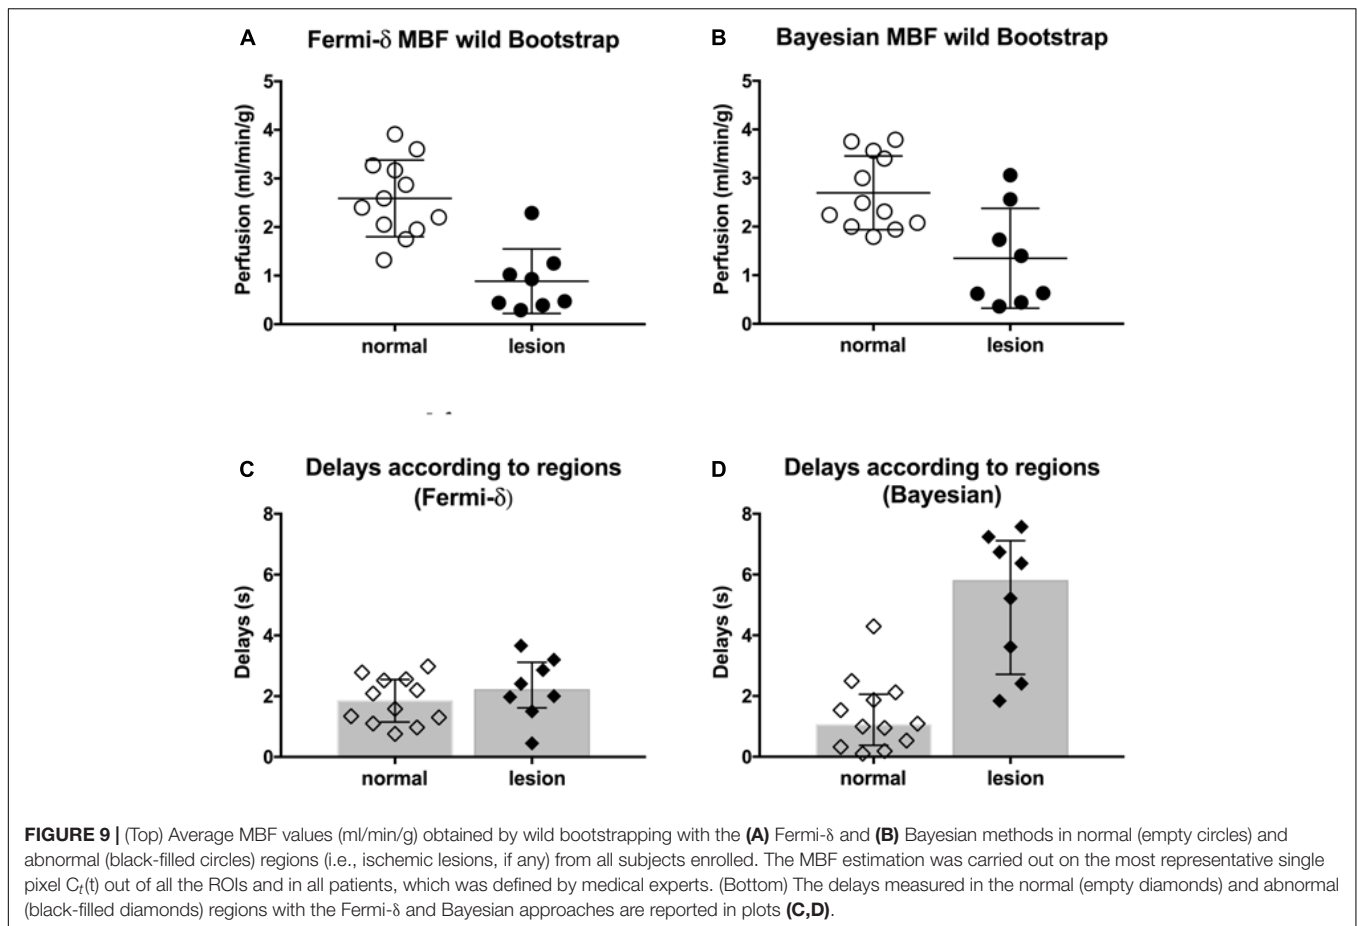 A
Fermi-δ MBF wild Bootstrap
Perfusion (ml/min/g)
5
4
3
2
1
0
normal lesion
B
Bayesian MBF wild Bootstrap
Perfusion (ml/min/g)
5
4
3
2
1
0
normal lesion
C
Delays according to regions
(Fermi-δ)
Delays (s)
8
6
4
2
0
normal lesion
D
Delays according to regions
(Bayesian)
Delays (s)
8
6
4
2
0
normal lesion
FIGURE 9 | (Top) Average MBF values (ml/min/g) obtained by wild bootstrapping with the (A) Fermi-δ and (B) Bayesian methods in normal (empty circles) and
abnormal (black-filled circles) regions (i.e., ischemic lesions, if any) from all subjects enrolled. The MBF estimation was carried out on the most representative single
pixel Ct(t) out of all the ROIs and in all patients, which was defined by medical experts. (Bottom) The delays measured in the normal (empty diamonds) and abnormal
(black-filled diamonds) regions with the Fermi-δ and Bayesian approaches are reported in plots (C,D).